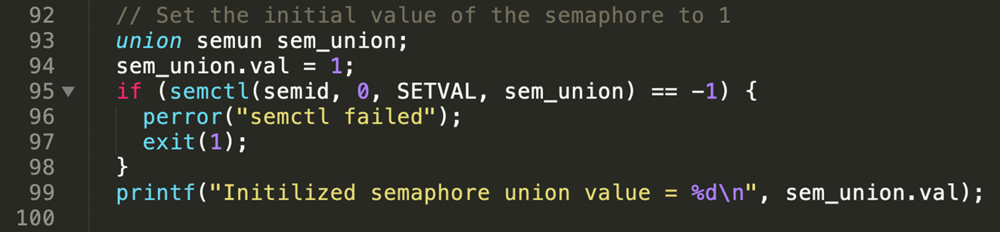 92 // Set the initial value of the semaphore to 1
93 union semun sem_union;
94 sem_union.val = 1;
95 if (semctl(semid, 0, SETVAL, sem_union) == -1) {
96 perror("semctl failed");
97 exit(1);
98 }
99 printf("Initilized semaphore union value = %d\n", sem_union.val);
100